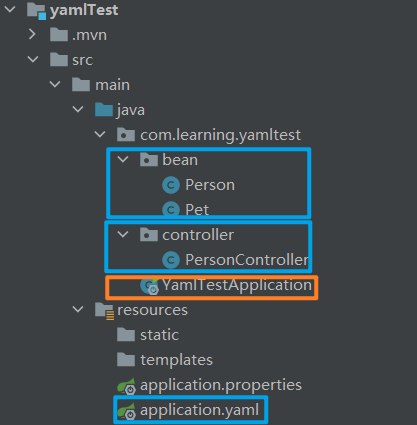 yamlTest
.mvn
src
main
java
com.learning.yamltest
bean
Person
Pet
controller
PersonController
YamlTestApplication
resources
static
templates
application.properties
application.yaml